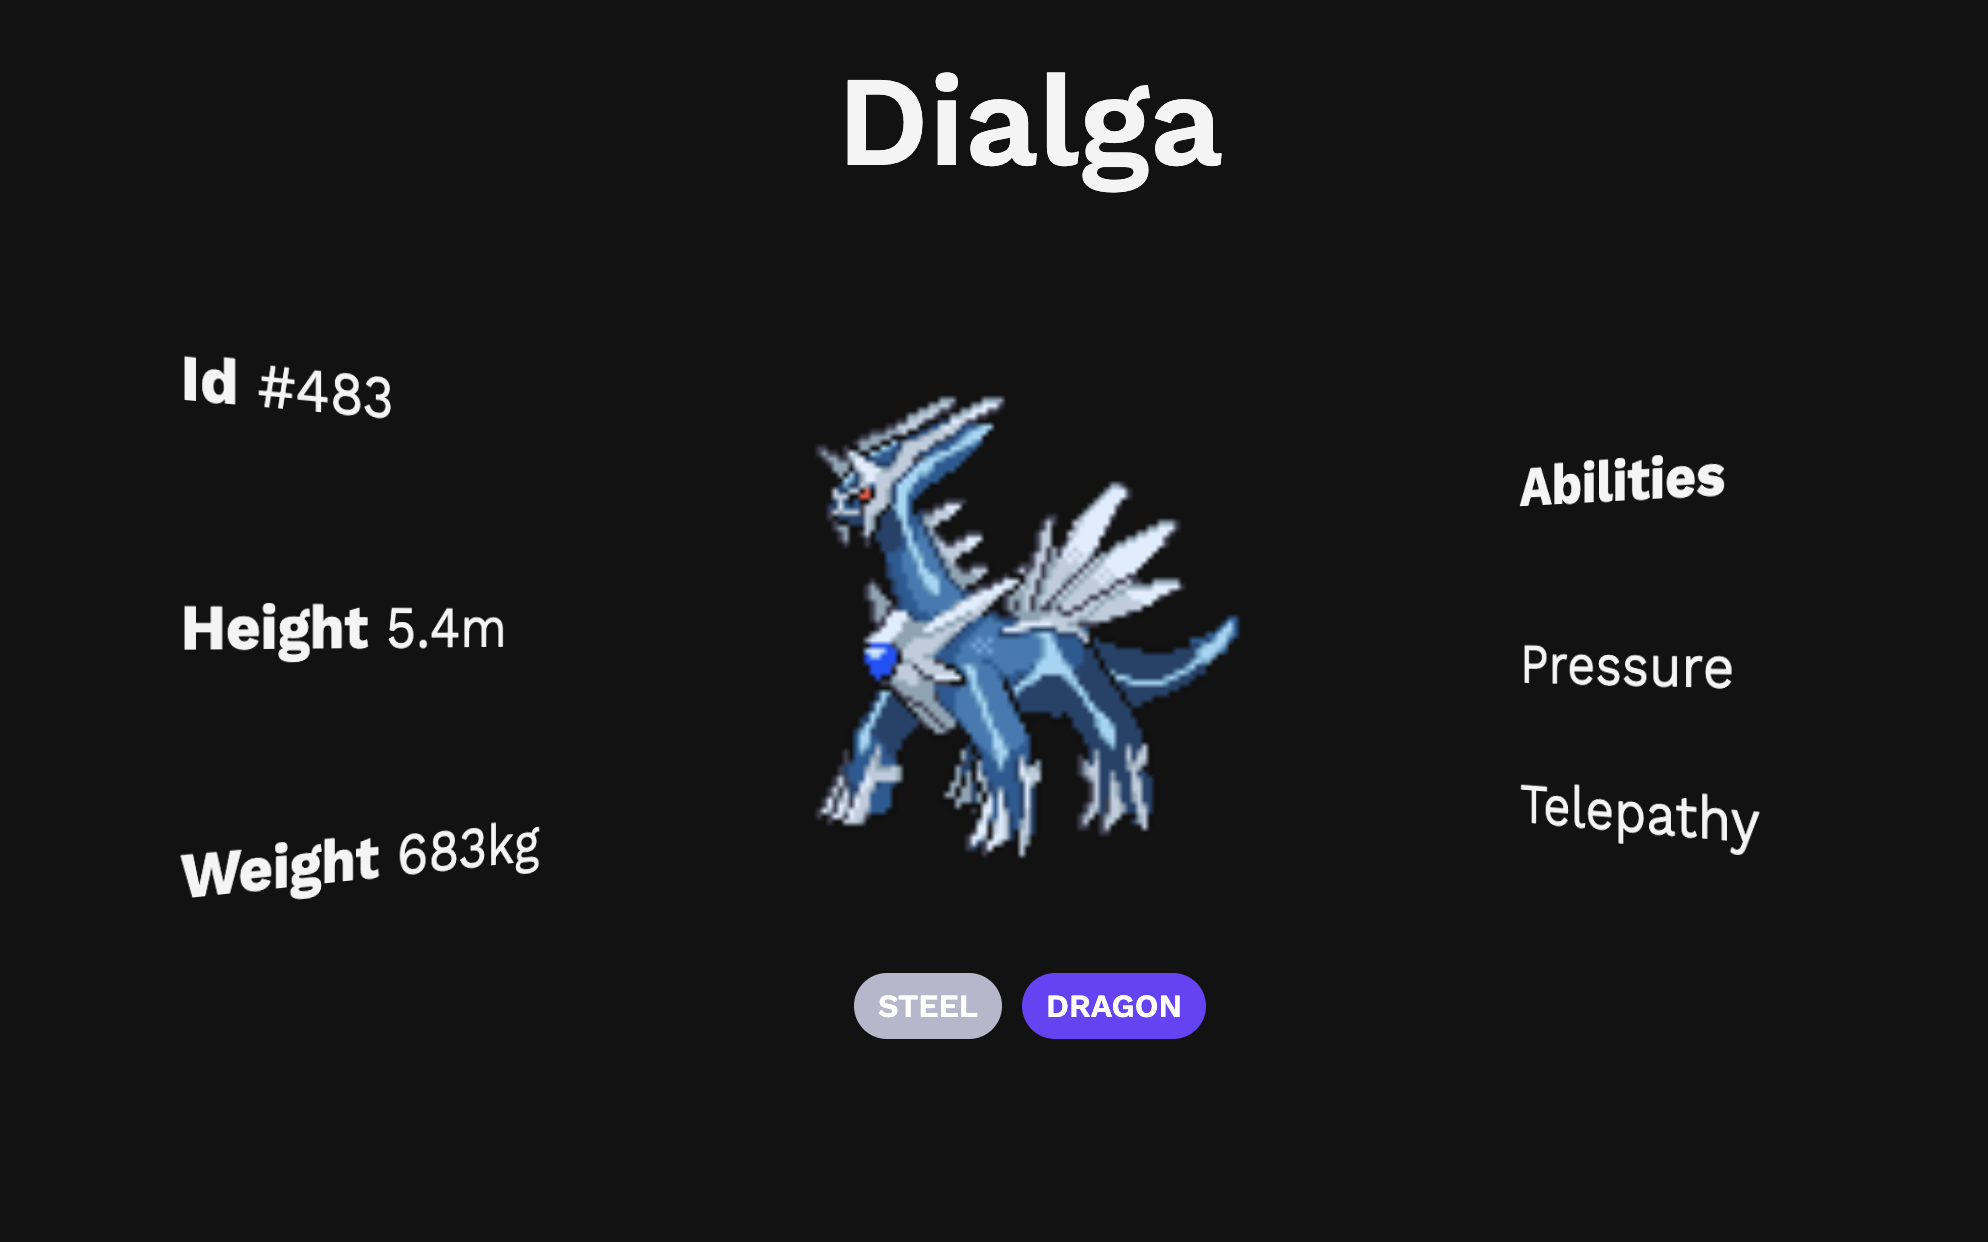 Dialga
Id #483
Height 5.4m
Weight 683kg
Abilities
Pressure
Telepathy
STEEL
DRAGON